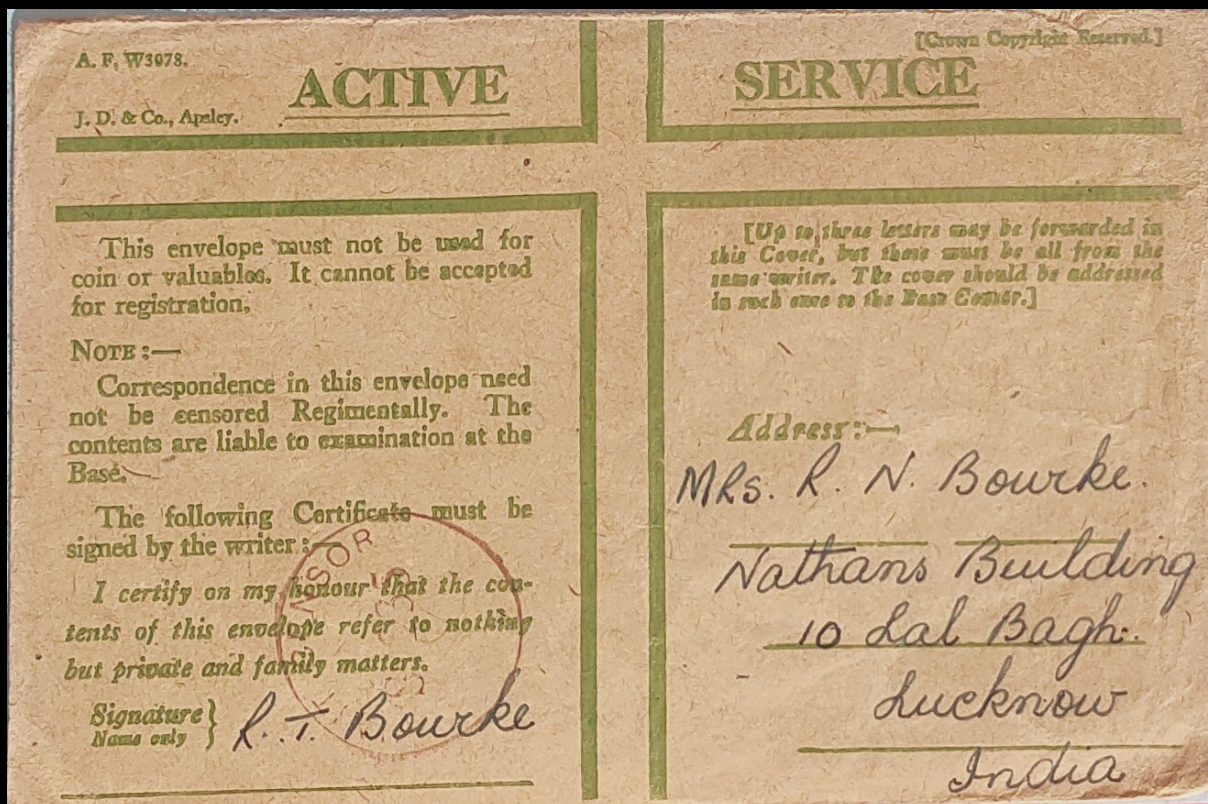 A. F. W3078.
[Crown Copyright Reserved.]
ACTIVE SERVICE
J. D. & Co., Apsley.
This envelope must not be used for
coin or valuables. It cannot be accepted
for registration.
NOTE :—
Correspondence in this envelope need
not be censored Regimentally. The
contents are liable to examination at the
Base.
The following Certificate must be
signed by the writer :—
I certify on my honour that the con-
tents of this envelope refer to nothing
but private and family matters.
Signature }
Name only
R. T. Bourke
[Up to three letters may be forwarded in
this Cover, but these must be all from the
same writer. The cover should be addressed
in such case to the Base Censor.]
Address:—
MRs. R. N. Bourke.
Nathans Building
10 Lal Bagh.
Lucknow
India